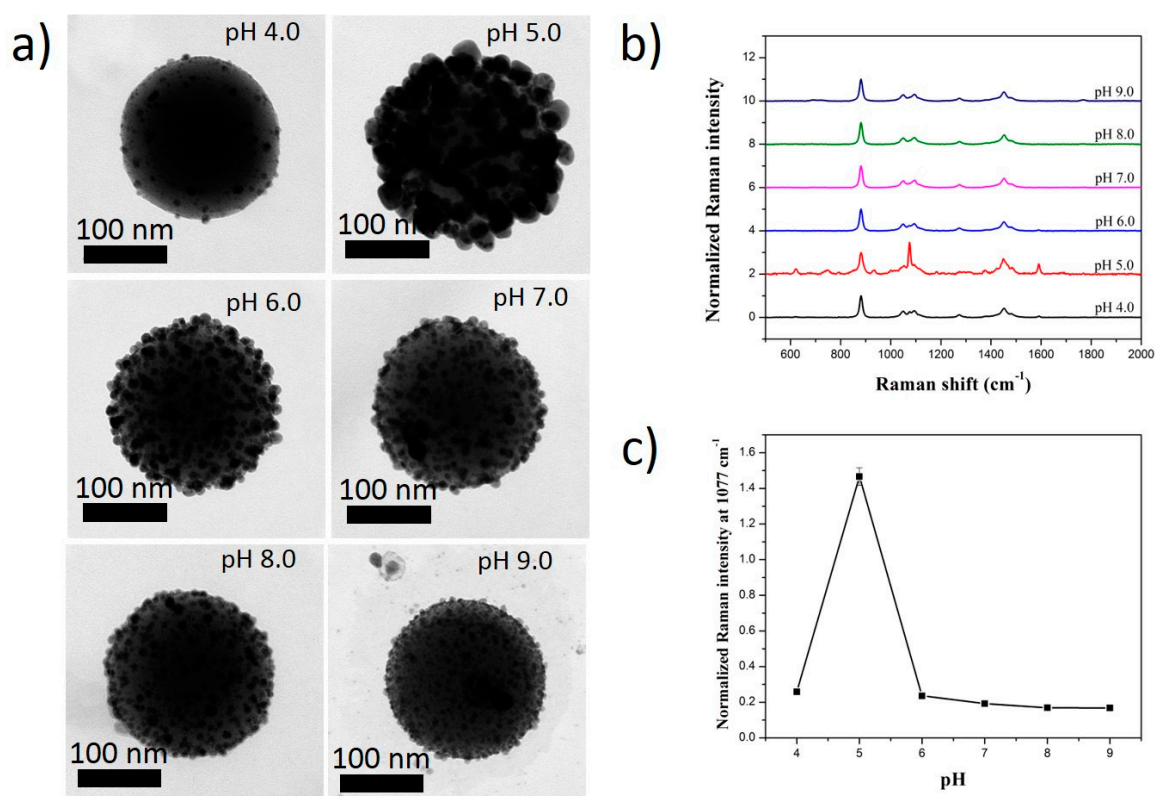 a)
pH 4.0
100 nm
pH 5.0
100 nm
pH 6.0
100 nm
pH 7.0
100 nm
pH 8.0
100 nm
pH 9.0
100 nm
b)
Normalized Raman intensity
12
10
8
6
4
2
0
pH 9.0
pH 8.0
pH 7.0
pH 6.0
pH 5.0
pH 4.0
600 800 1000 1200 1400 1600 1800 2000
Raman shift (cm⁻¹)
c)
Normalized Raman intensity at 1077 cm⁻¹
1.6
1.4
1.2
1.0
0.8
0.6
0.4
0.2
0.0
4 5 6 7 8 9
pH